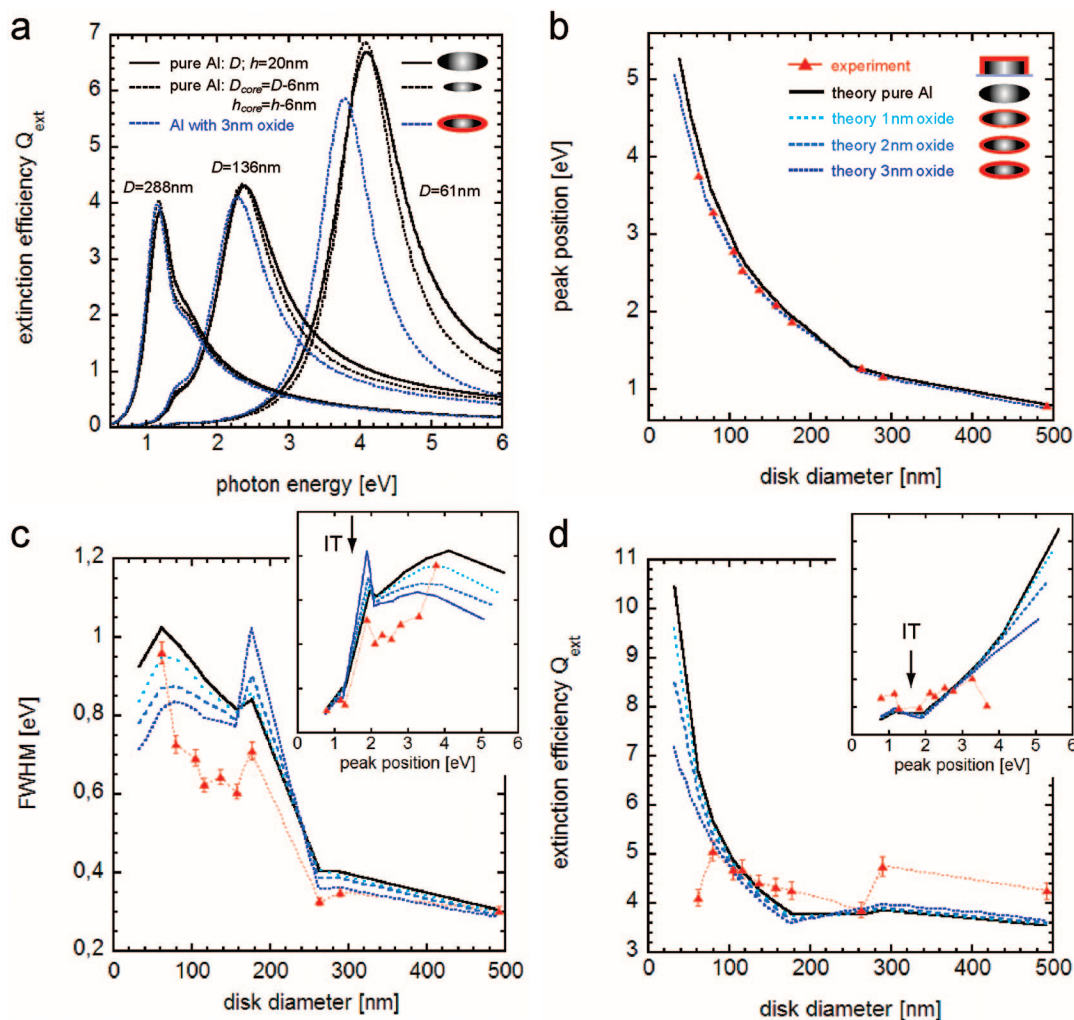 a
7
6
5
4
3
2
1
0
extinction efficiency Qext
pure Al: D; h=20nm
pure Al: Dcore=D-6nm
hcore=h-6nm
Al with 3nm oxide
D=288nm
D=136nm
D=61nm
1 2 3 4 5 6
photon energy [eV]
b
5
4
3
2
1
peak position [eV]
experiment
theory pure Al
theory 1nm oxide
theory 2nm oxide
theory 3nm oxide
0 100 200 300 400 500
disk diameter [nm]
c
1,2
1
0,8
0,6
0,4
0,2
FWHM [eV]
IT
0 1 2 3 4 5 6
peak position [eV]
0 100 200 300 400 500
disk diameter [nm]
d
11
10
9
8
7
6
5
4
3
extinction efficiency Qext
IT
0 1 2 3 4 5 6
peak position [eV]
0 100 200 300 400 500
disk diameter [nm]